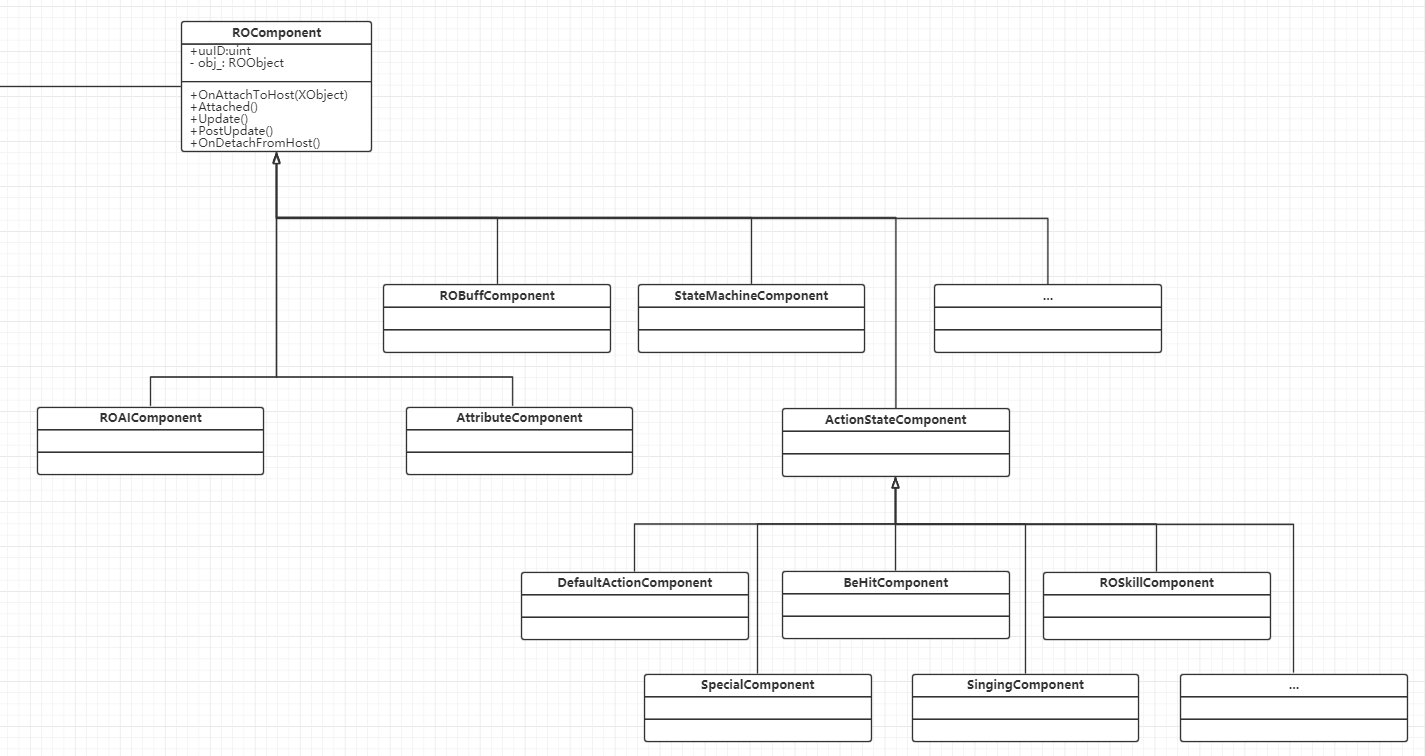 ROComponent
+uuID:uint
- obj_: ROObject
+OnAttachToHost(XObject)
+Attached()
+Update()
+PostUpdate()
+OnDetachFromHost()
ROBuffComponent
StateMachineComponent
...
ROAIComponent
AttributeComponent
ActionStateComponent
DefaultActionComponent
BeHitComponent
ROSkillComponent
SpecialComponent
SingingComponent
...